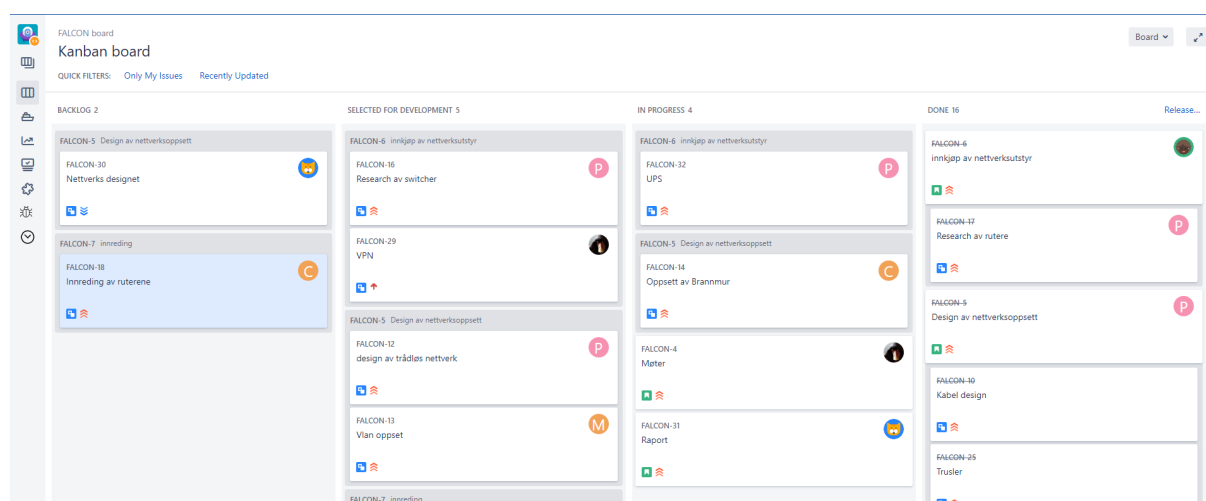 FALCON board
Kanban board
Board
QUICK FILTERS: Only My Issues Recently Updated
BACKLOG 2
FALCON-5 Design av nettverksoppsett
FALCON-30
Nettverks designet
FALCON-7 innreding
FALCON-18
Innreding av ruterene
C
SELECTED FOR DEVELOPMENT 5
FALCON-6 innkjøp av nettverksutstyr
FALCON-16
Research av switcher
P
FALCON-29
VPN
FALCON-5 Design av nettverksoppsett
FALCON-12
design av trådløs nettverk
P
FALCON-13
Vlan oppset
M
FALCON-7 innreding
IN PROGRESS 4
FALCON-6 innkjøp av nettverksutstyr
FALCON-32
UPS
P
FALCON-5 Design av nettverksoppsett
FALCON-14
Oppsett av Brannmur
C
FALCON-4
Møter
FALCON-31
Raport
DONE 16
Release...
FALCON-6
innkjøp av nettverksutstyr
FALCON-17
Research av rutere
P
FALCON-5
Design av nettverksoppsett
P
FALCON-10
Kabel design
FALCON-25
Trusler